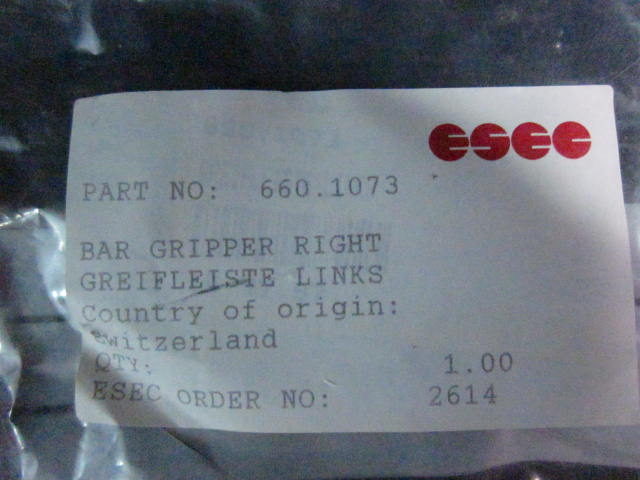 esec
PART NO: 660.1073
BAR GRIPPER RIGHT
GREIFLEISTE LINKS
Country of origin:
Switzerland
QTY: 1.00
ESEC ORDER NO: 2614